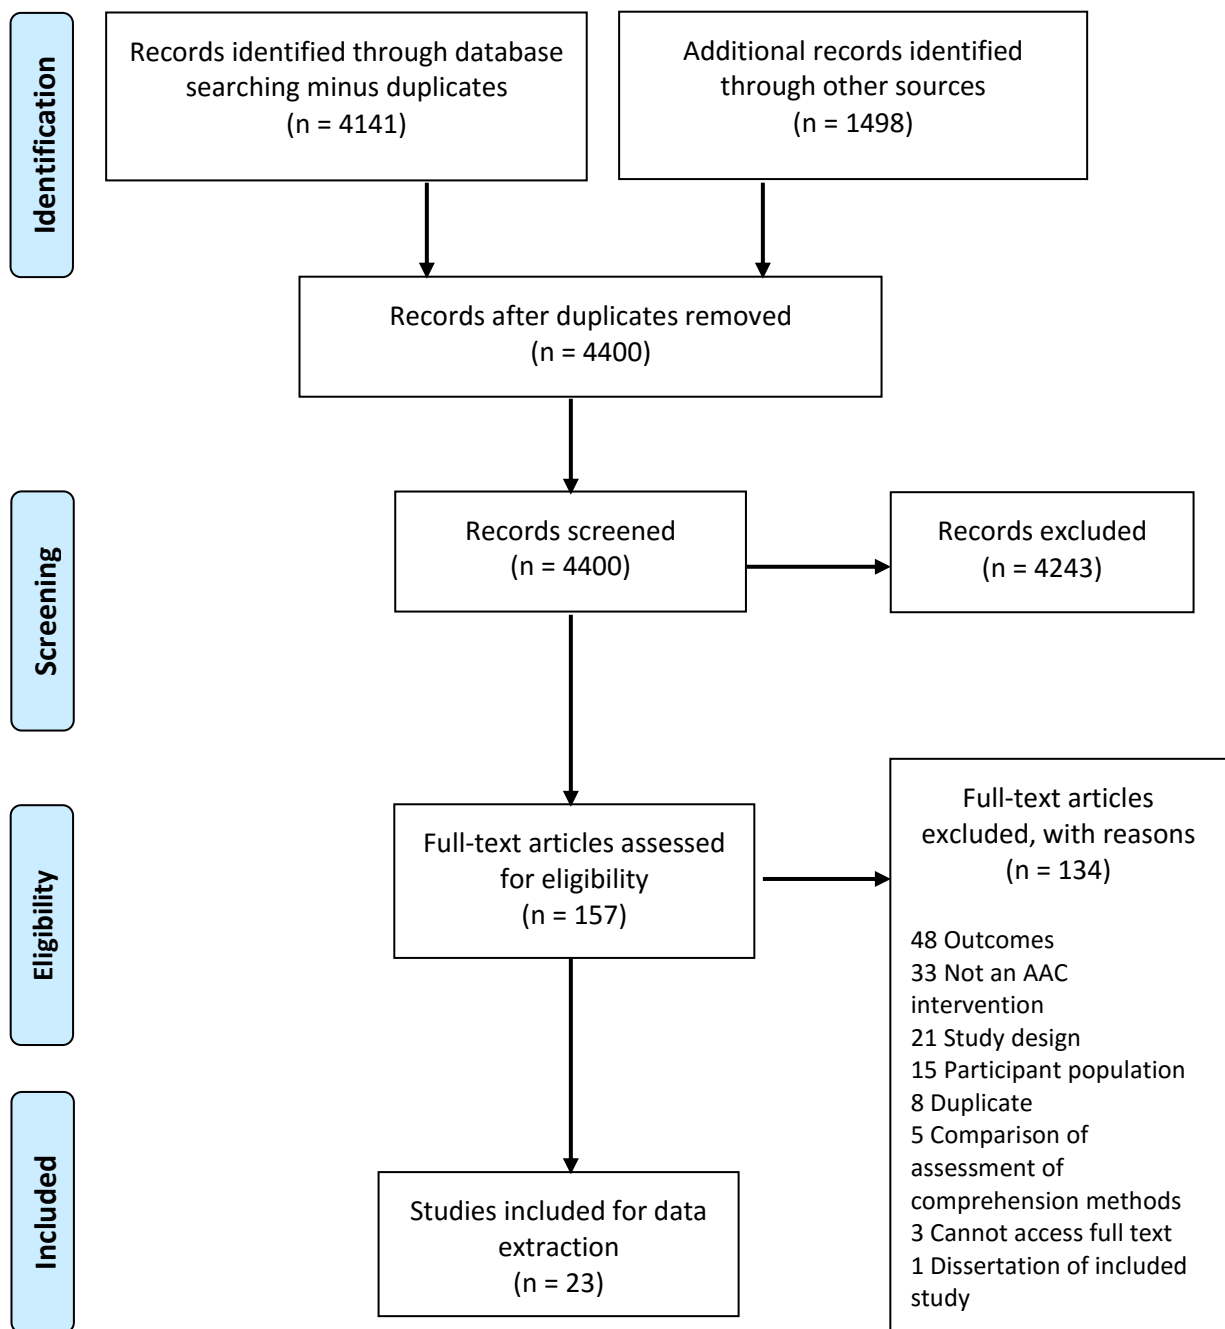 Identification
Records identified through database
searching minus duplicates
(n = 4141)
Additional records identified
through other sources
(n = 1498)
Records after duplicates removed
(n = 4400)
Screening
Records screened
(n = 4400)
Records excluded
(n = 4243)
Eligibility
Full-text articles assessed
for eligibility
(n = 157)
Full-text articles
excluded, with reasons
(n = 134)
48 Outcomes
33 Not an AAC
intervention
21 Study design
15 Participant population
8 Duplicate
5 Comparison of
assessment of
comprehension methods
3 Cannot access full text
1 Dissertation of included
study
Included
Studies included for data
extraction
(n = 23)